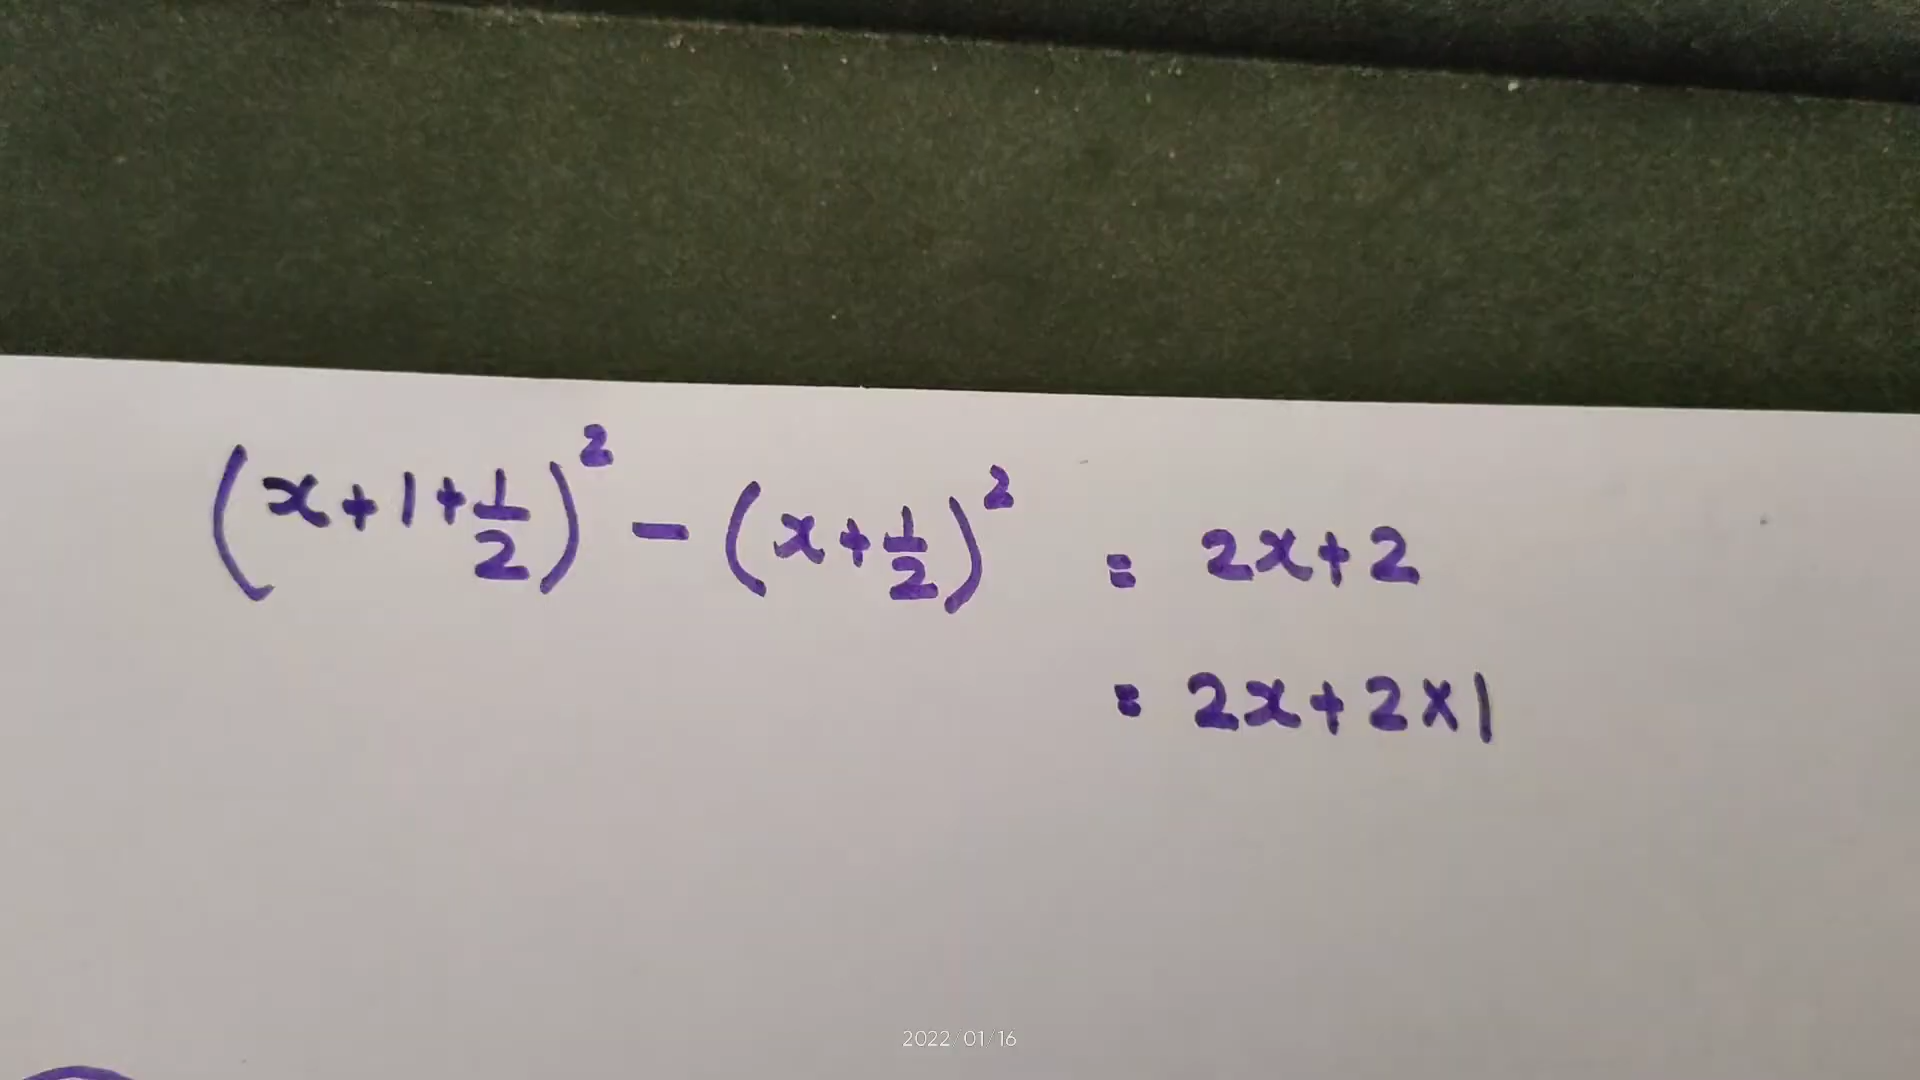 (x+1+1/2)² - (x+1/2)² = 2x+2
= 2x+2×1
2022/01/16